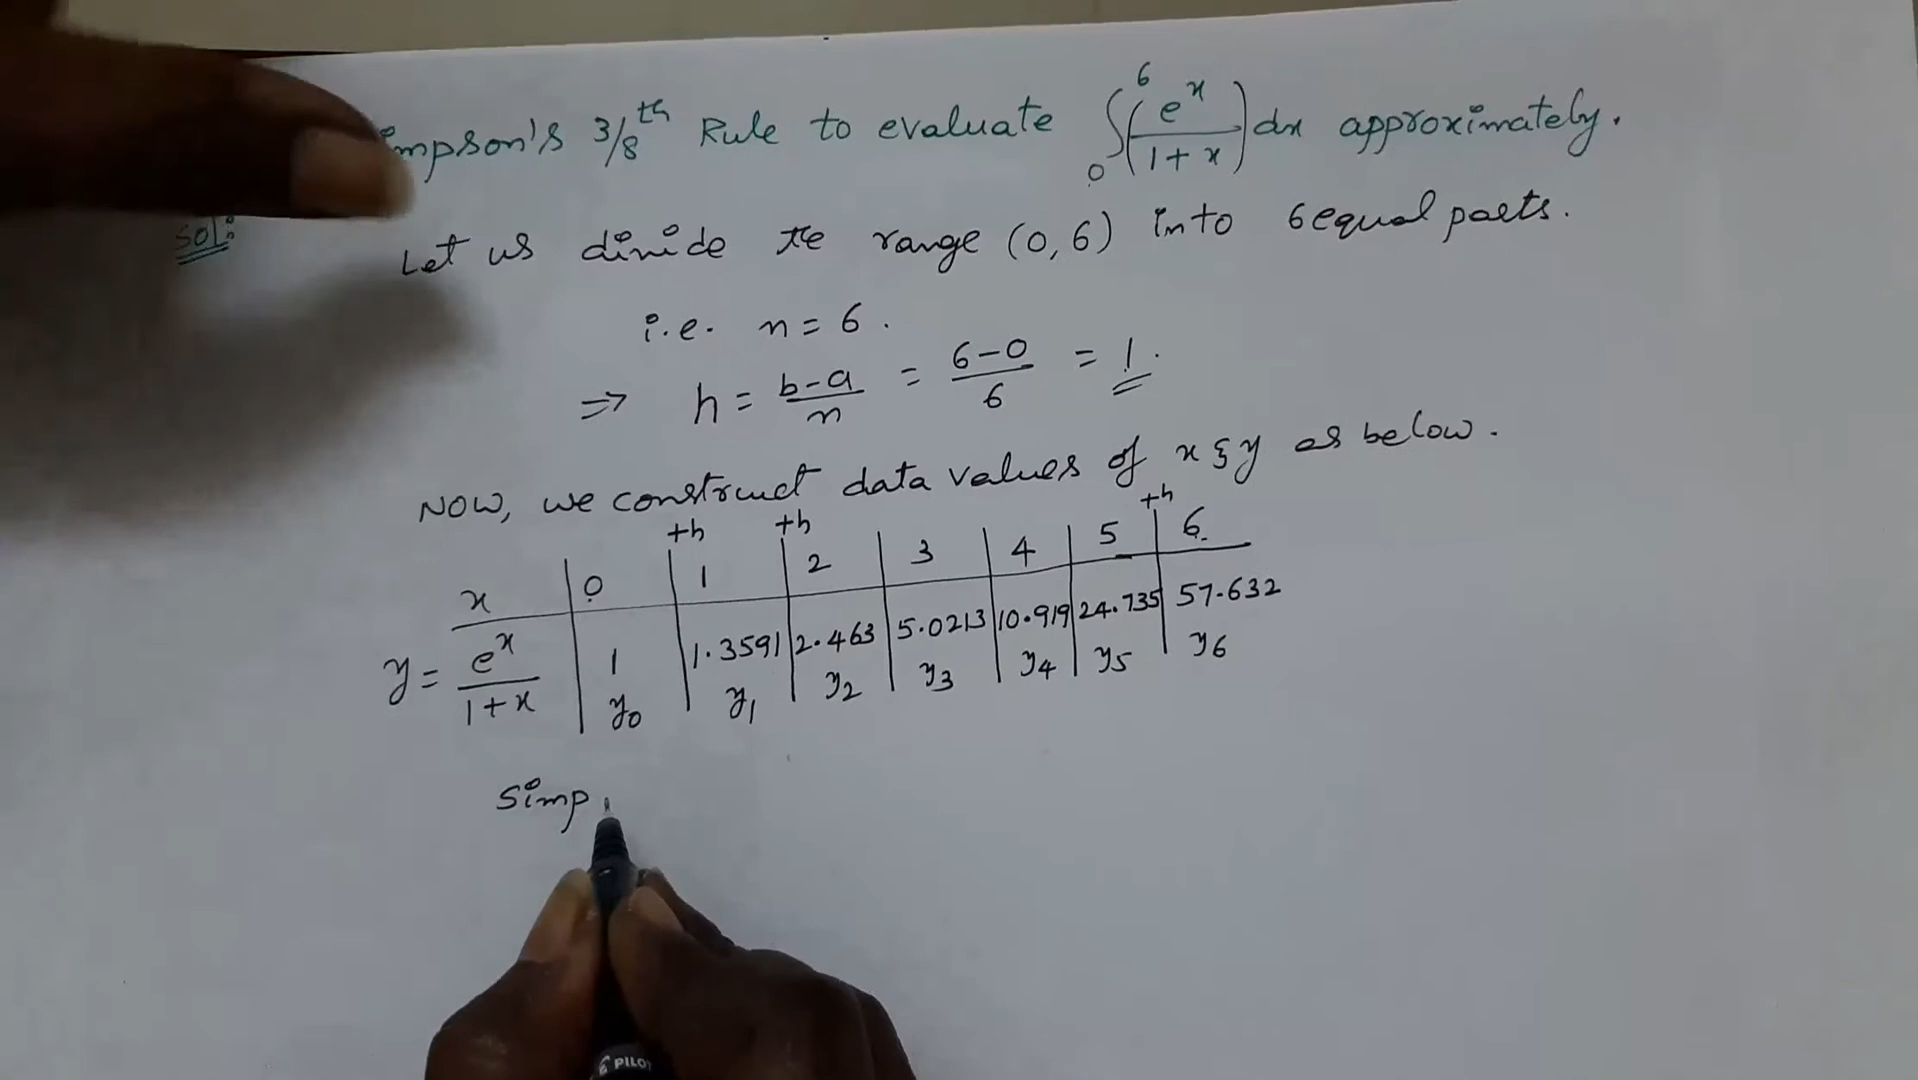 impson's 3/8th Rule to evaluate ∫₀⁶ (eˣ/(1+x)) dx approximately.
Sol:
Let us divide the range (0,6) into 6 equal parts.
i.e. n = 6.
⇒ h = (b-a)/n = (6-0)/6 = 1.
NOW, we construct data values of x & y as below.
+h +h +h
x 0 1 2 3 4 5 6
y = eˣ/(1+x) 1 1.3591 2.463 5.0213 10.919 24.735 57.632
y₀ y₁ y₂ y₃ y₄ y₅ y₆
Simp
PILOT